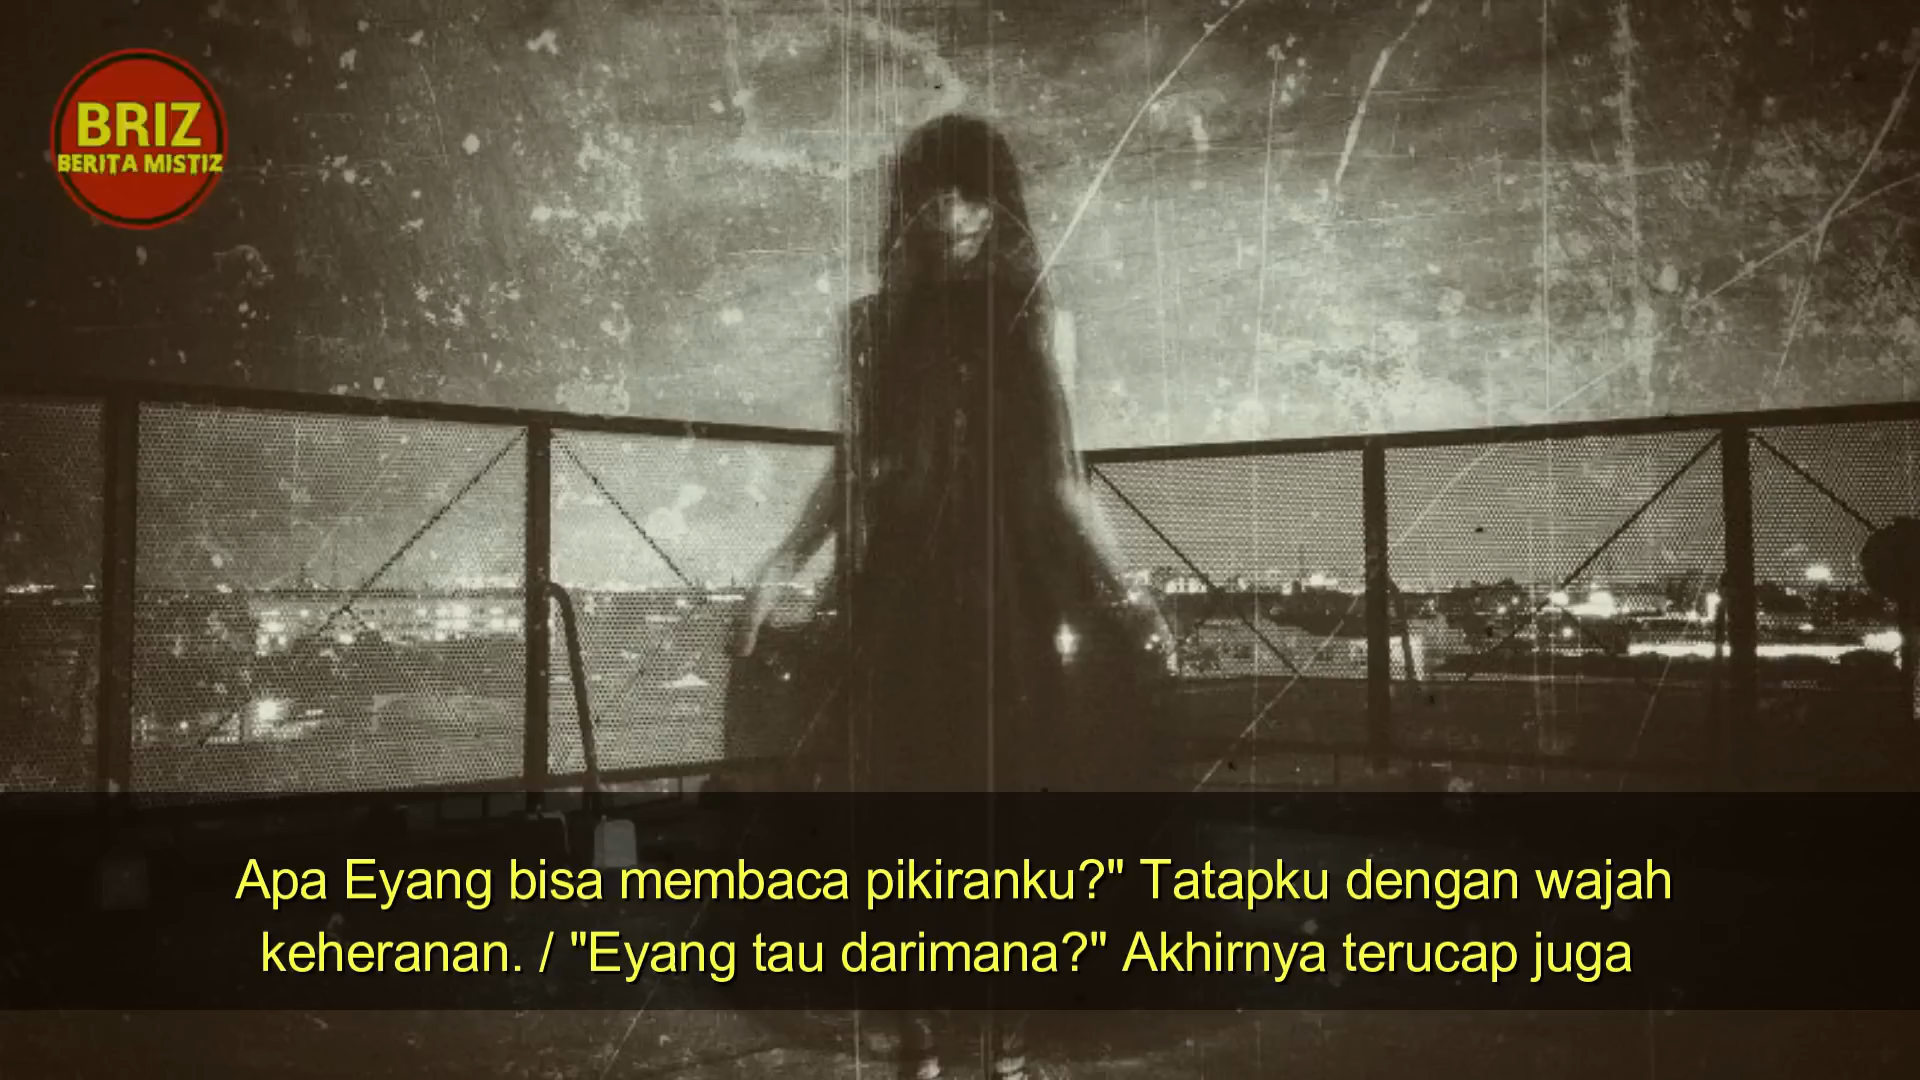 BRIZ
BERITA MISTIZ
Apa Eyang bisa membaca pikiranku?" Tatapku dengan wajah
keheranan. / "Eyang tau darimana?" Akhirnya terucap juga